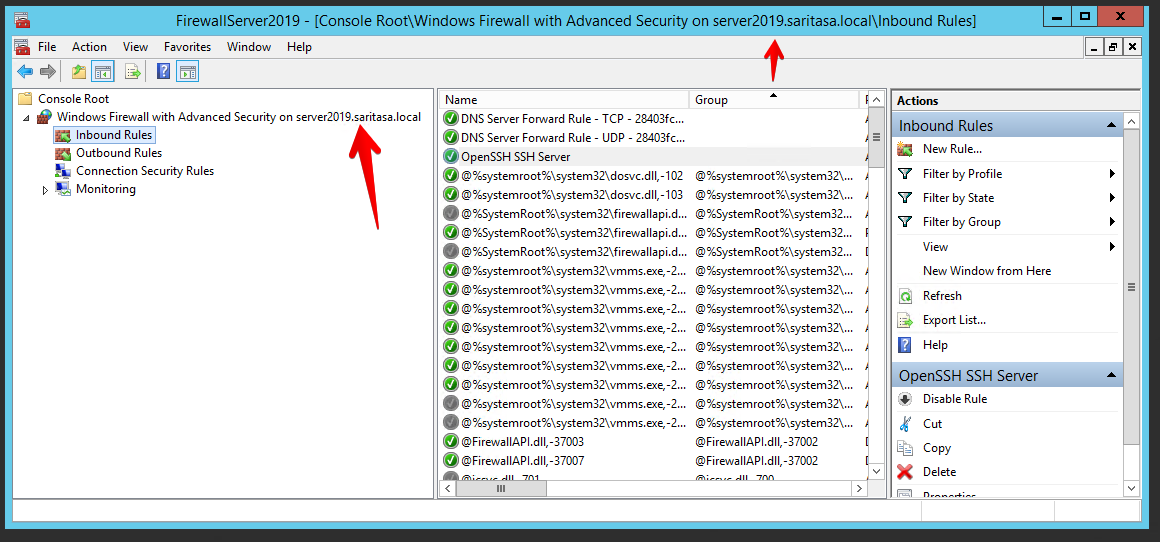 FirewallServer2019 - [Console Root\Windows Firewall with Advanced Security on server2019.saritasa.local\Inbound Rules]
File Action View Favorites Window Help
Console Root
Windows Firewall with Advanced Security on server2019.saritasa.local
Inbound Rules
Outbound Rules
Connection Security Rules
Monitoring
Name Group
DNS Server Forward Rule - TCP - 28403fc...
DNS Server Forward Rule - UDP - 28403fc...
OpenSSH SSH Server
@%systemroot%\system32\dosvc.dll,-102 @%systemroot%\system32\...
@%systemroot%\system32\dosvc.dll,-103 @%systemroot%\system32\...
@%SystemRoot%\system32\firewallapi.d... @%SystemRoot%\system32...
@%SystemRoot%\system32\firewallapi.d... @%SystemRoot%\system32...
@%systemroot%\system32\firewallapi.d... @%SystemRoot%\system32...
@%systemroot%\system32\vmms.exe,-2... @%systemroot%\system32\...
@%systemroot%\system32\vmms.exe,-2... @%systemroot%\system32\...
@%systemroot%\system32\vmms.exe,-2... @%systemroot%\system32\...
@%systemroot%\system32\vmms.exe,-2... @%systemroot%\system32\...
@%systemroot%\system32\vmms.exe,-2... @%systemroot%\system32\...
@%systemroot%\system32\vmms.exe,-2... @%systemroot%\system32\...
@%systemroot%\system32\vmms.exe,-2... @%systemroot%\system32\...
@%systemroot%\system32\vmms.exe,-2... @%systemroot%\system32\...
@%systemroot%\system32\vmms.exe,-2... @%systemroot%\system32\...
@FirewallAPI.dll,-37003 @FirewallAPI.dll,-37002
@FirewallAPI.dll,-37007 @FirewallAPI.dll,-37002
Actions
Inbound Rules
New Rule...
Filter by Profile
Filter by State
Filter by Group
View
New Window from Here
Refresh
Export List...
Help
OpenSSH SSH Server
Disable Rule
Cut
Copy
Delete
Properties